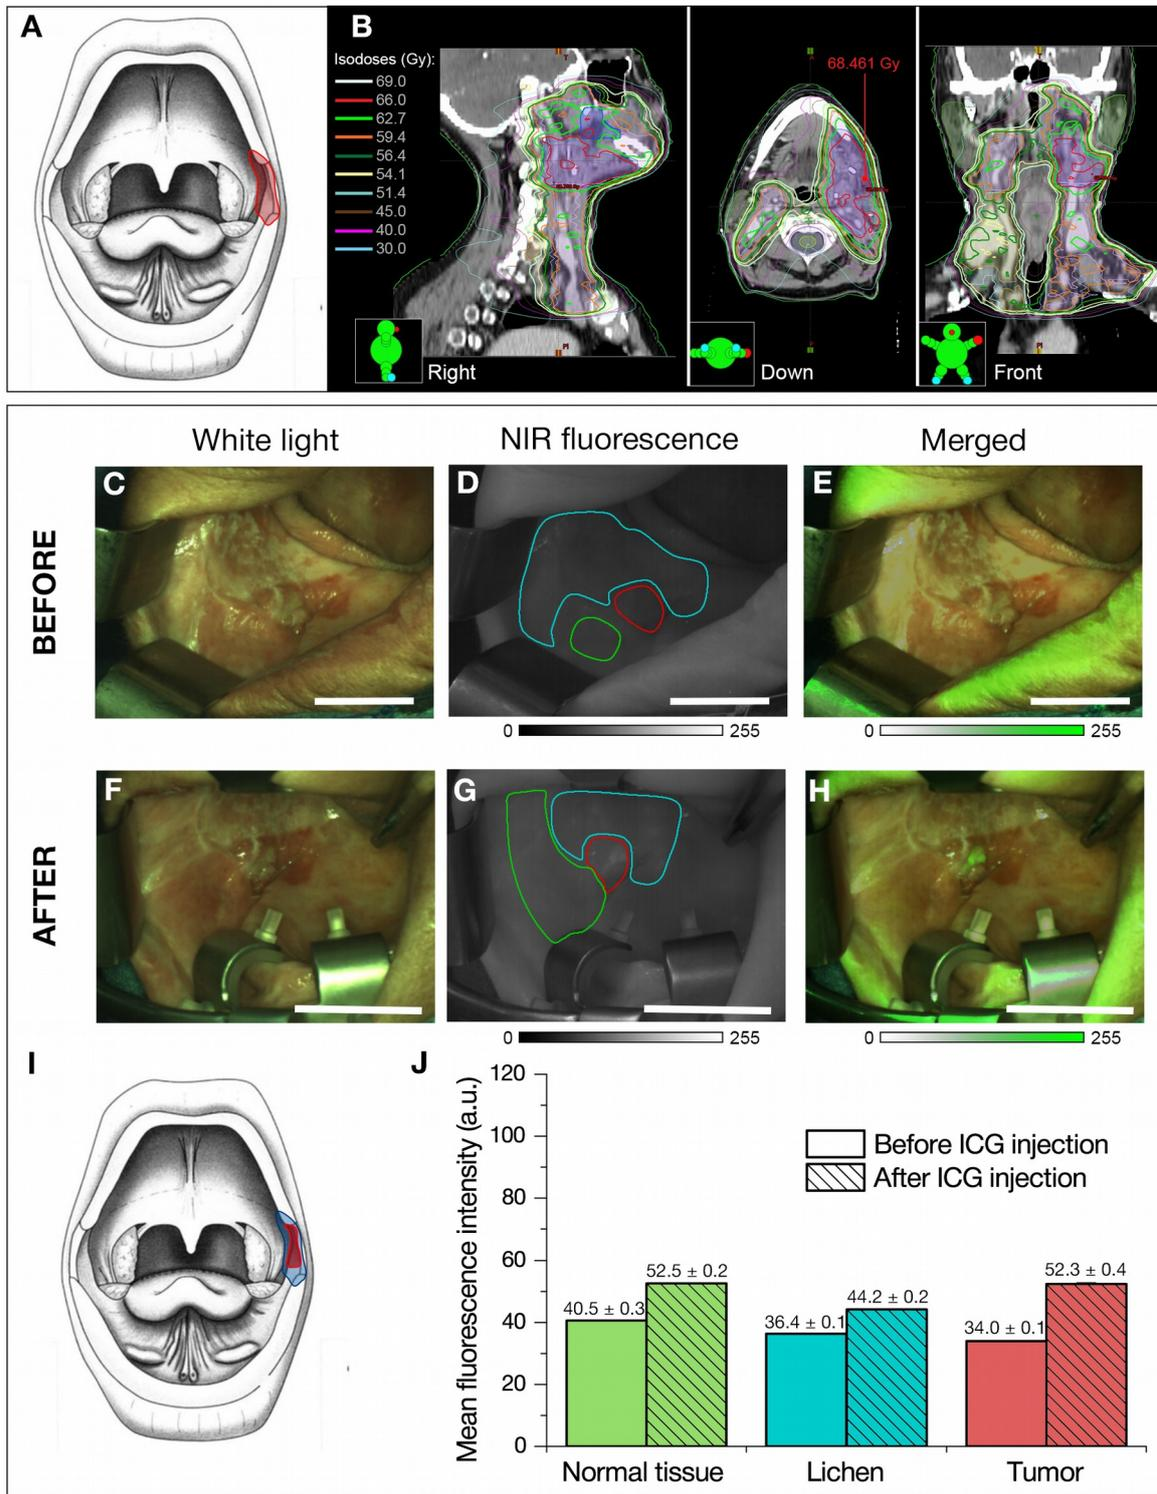 A
B
Isodoses (Gy):
69.0
66.0
62.7
59.4
56.4
54.1
51.4
45.0
40.0
30.0
68.461 Gy
Right
Down
Front
White light
NIR fluorescence
Merged
BEFORE
C
D
E
0 255
0 255
AFTER
F
G
H
0 255
0 255
I
J
Mean fluorescence intensity (a.u.)
120
100
80
60
40
20
0
Before ICG injection
After ICG injection
40.5 ± 0.3
52.5 ± 0.2
36.4 ± 0.1
44.2 ± 0.2
34.0 ± 0.1
52.3 ± 0.4
Normal tissue
Lichen
Tumor